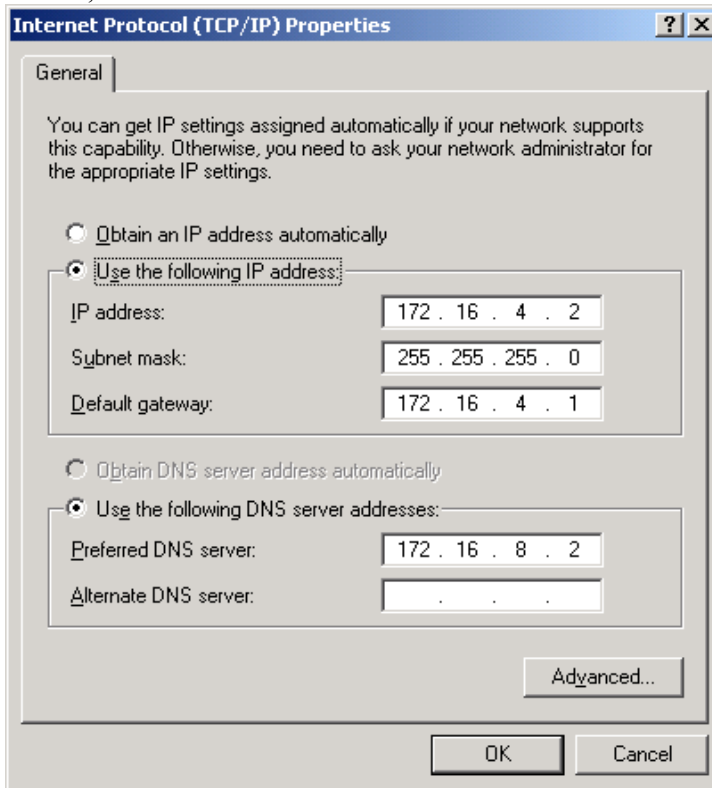 Internet Protocol (TCP/IP) Properties
General
You can get IP settings assigned automatically if your network supports
this capability. Otherwise, you need to ask your network administrator for
the appropriate IP settings.
Obtain an IP address automatically
Use the following IP address:
IP address: 172 . 16 . 4 . 2
Subnet mask: 255 . 255 . 255 . 0
Default gateway: 172 . 16 . 4 . 1
Obtain DNS server address automatically
Use the following DNS server addresses:
Preferred DNS server: 172 . 16 . 8 . 2
Alternate DNS server: . . .
Advanced...
OK Cancel